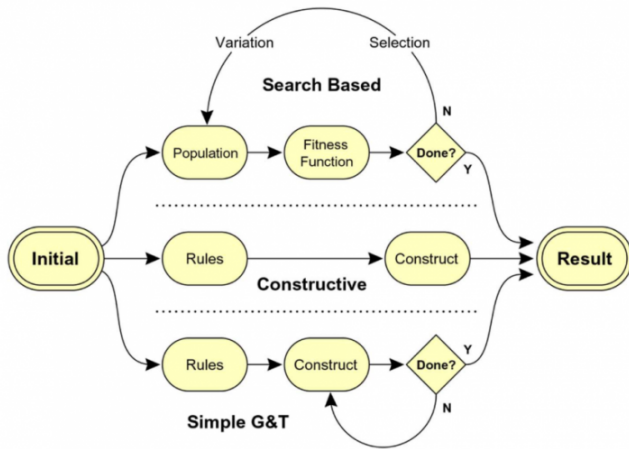 Variation
Selection
Search Based
N
Population
Fitness
Function
Done?
Y
Initial
Rules
Construct
Result
Constructive
Rules
Construct
Done?
Y
N
Simple G&T